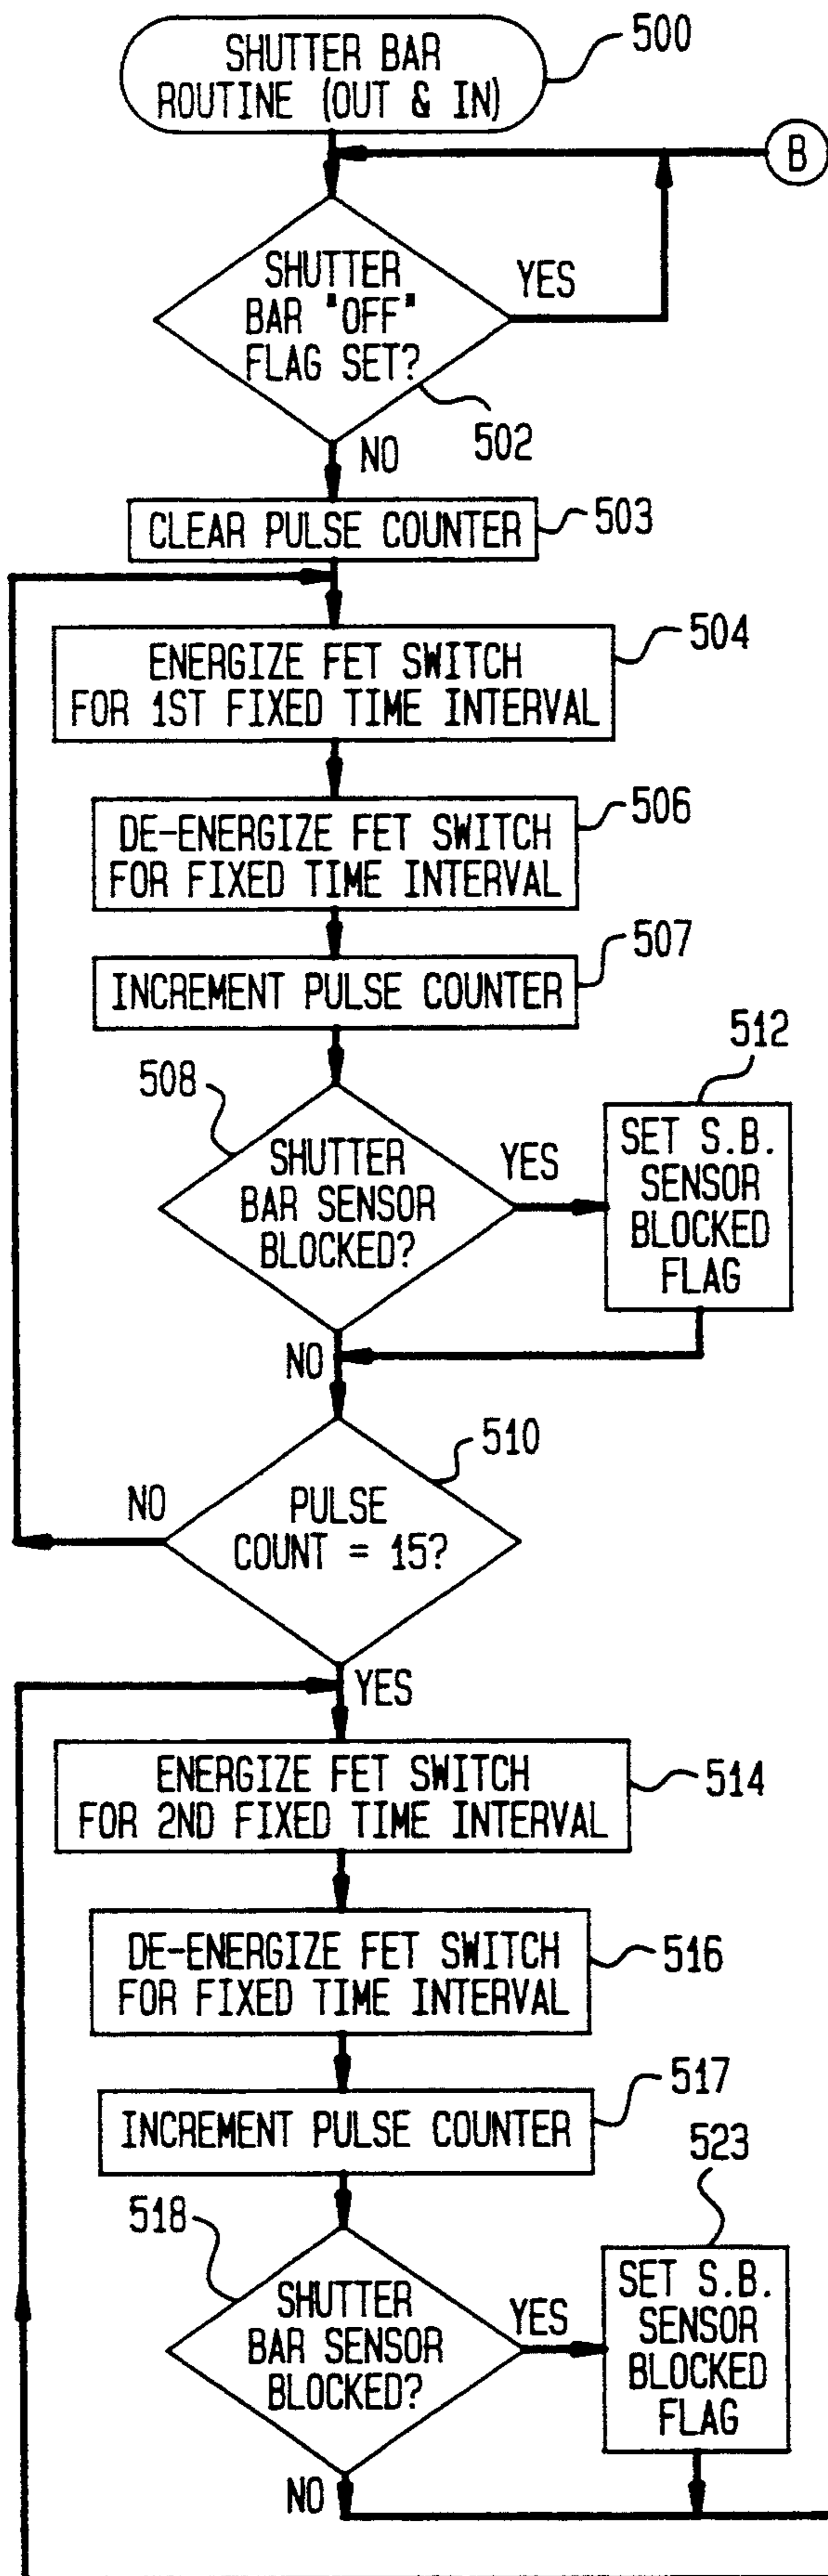 SHUTTER BAR
ROUTINE (OUT & IN)
500
B
SHUTTER
BAR "OFF"
FLAG SET?
YES
502
NO
CLEAR PULSE COUNTER
503
ENERGIZE FET SWITCH
FOR 1ST FIXED TIME INTERVAL
504
DE-ENERGIZE FET SWITCH
FOR FIXED TIME INTERVAL
506
INCREMENT PULSE COUNTER
507
508
SHUTTER
BAR SENSOR
BLOCKED?
YES
512
SET S.B.
SENSOR
BLOCKED
FLAG
NO
510
PULSE
COUNT = 15?
NO
YES
ENERGIZE FET SWITCH
FOR 2ND FIXED TIME INTERVAL
514
DE-ENERGIZE FET SWITCH
FOR FIXED TIME INTERVAL
516
INCREMENT PULSE COUNTER
517
518
SHUTTER
BAR SENSOR
BLOCKED?
YES
523
SET S.B.
SENSOR
BLOCKED
FLAG
NO